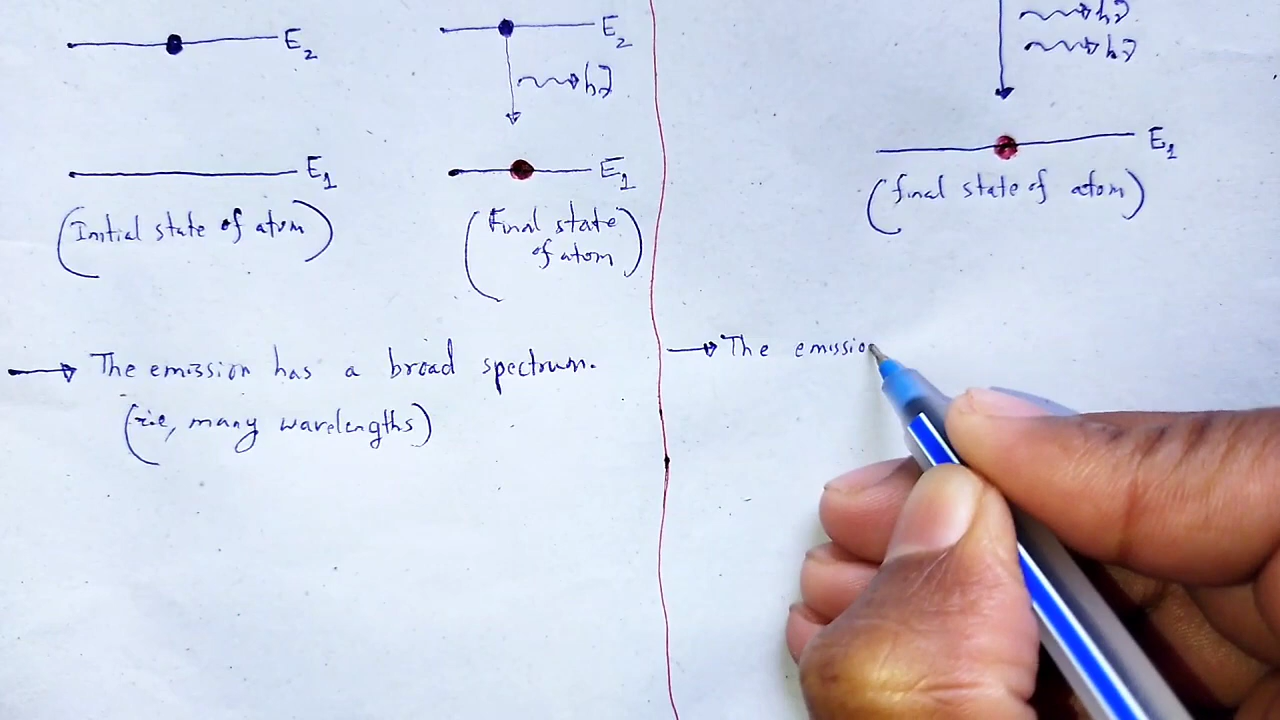 E₂
E₂
hν
E₁
E₁
(Initial state of atom)
(Final state
of atom)
→ The emission has a broad spectrum.
(i.e, many wavelengths)
hν
hν
E₁
(final state of atom)
→ The emission